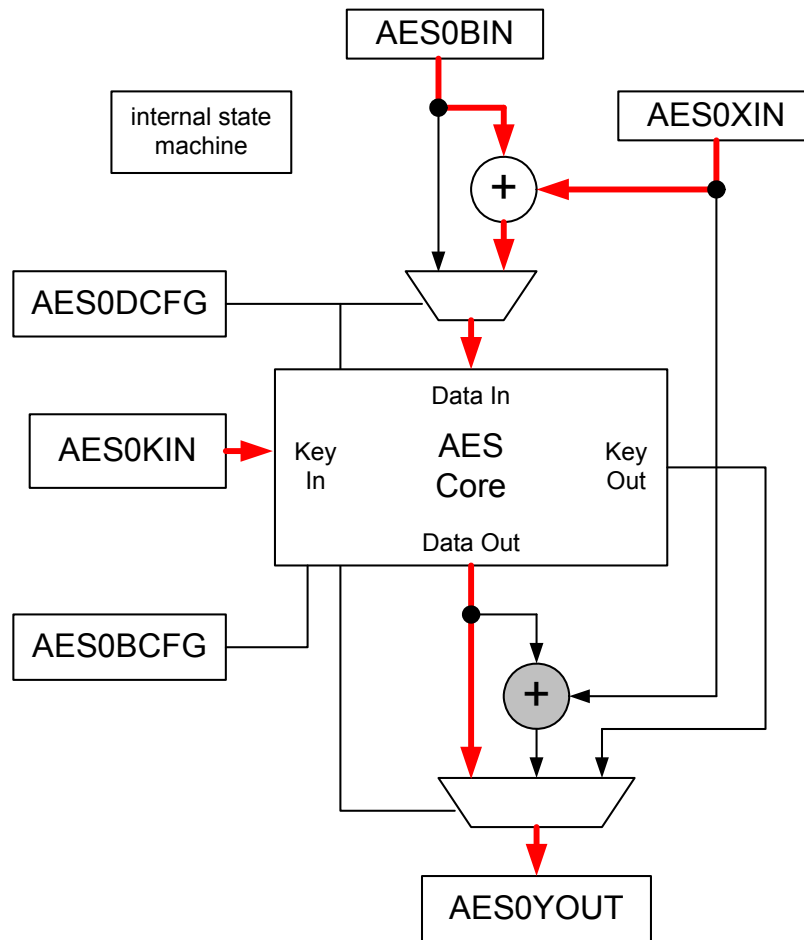 AES0BIN
internal state
machine
AES0XIN
+
AES0DCFG
Data In
AES0KIN
Key
In
AES
Core
Key
Out
Data Out
AES0BCFG
+
AES0YOUT